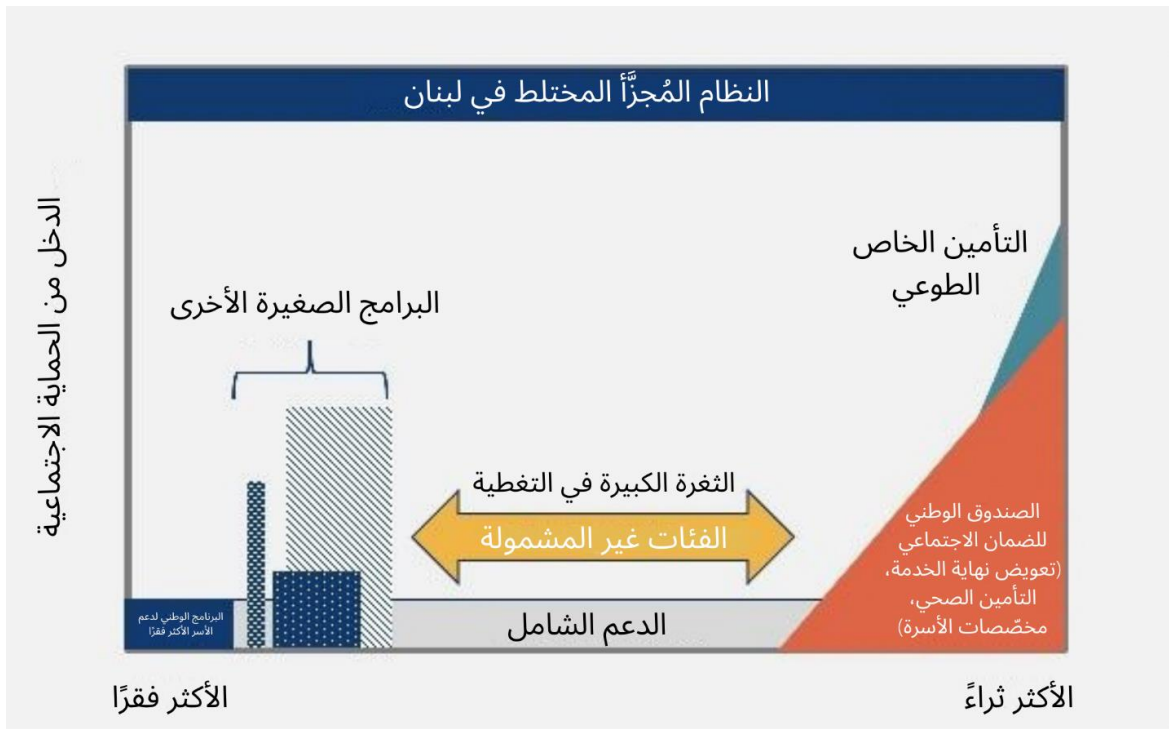 النظام المُجزَّأ المختلط في لبنان
الدخل من الحماية الاجتماعية
التأمين الخاص
الطوعي
البرامج الصغيرة الأخرى
الثغرة الكبيرة في التغطية
الفئات غير المشمولة
الصندوق الوطني
للضمان الاجتماعي
(تعويض نهاية الخدمة،
التأمين الصحي،
مخصّصات الأسرة)
البرنامج الوطني لدعم
الأسر الأكثر فقرًا
الدعم الشامل
الأكثر ثراءً
الأكثر فقرًا